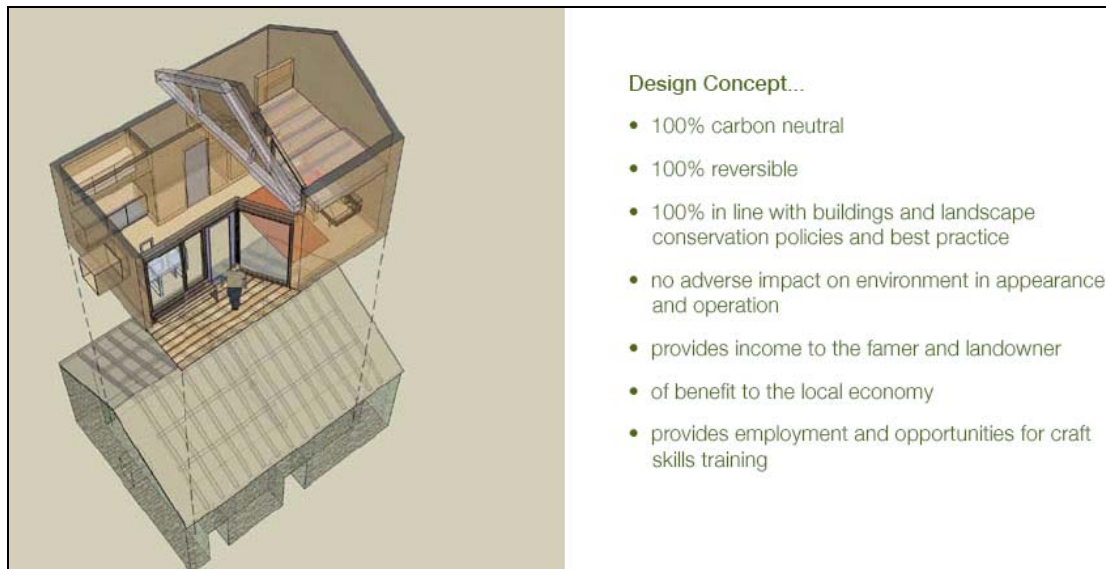 Design Concept...
• 100% carbon neutral
• 100% reversible
• 100% in line with buildings and landscape
conservation policies and best practice
• no adverse impact on environment in appearance
and operation
• provides income to the famer and landowner
• of benefit to the local economy
• provides employment and opportunities for craft
skills training